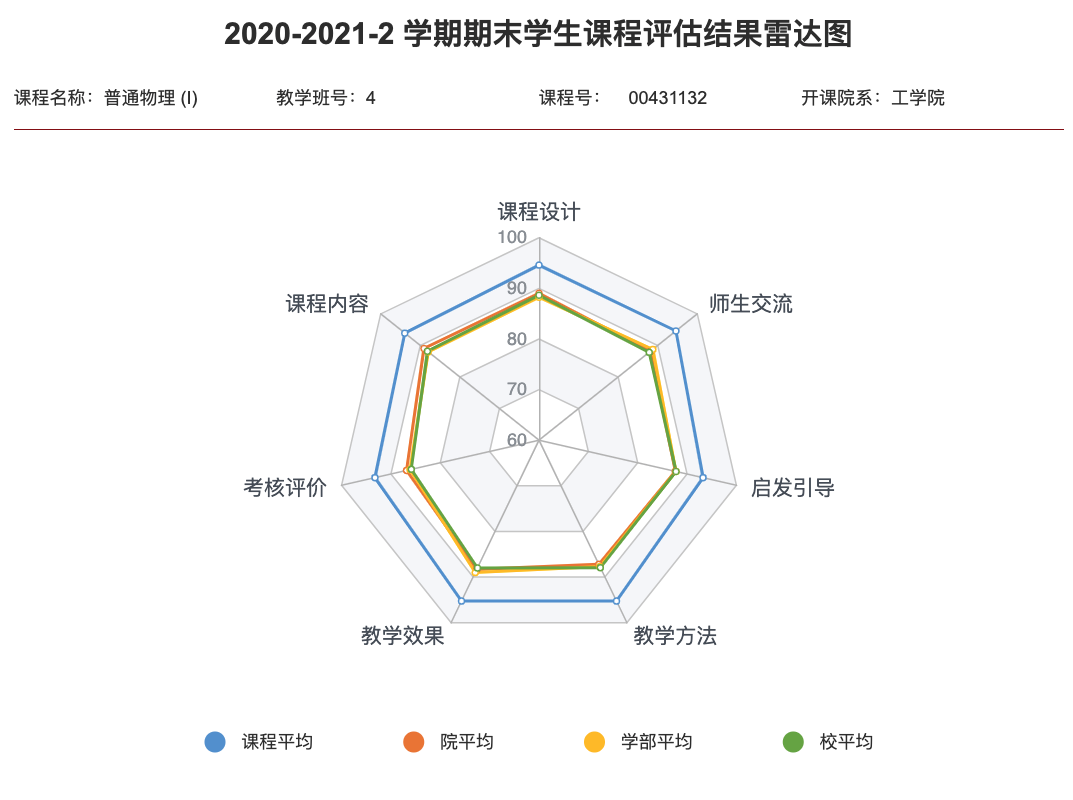 2020-2021-2 学期期末学生课程评估结果雷达图
课程名称：普通物理 (I) 教学班号：4 课程号： 00431132 开课院系：工学院
课程设计
100
90
课程内容 师生交流
80
70
60
考核评价 启发引导
教学效果 教学方法
课程平均 院平均 学部平均 校平均